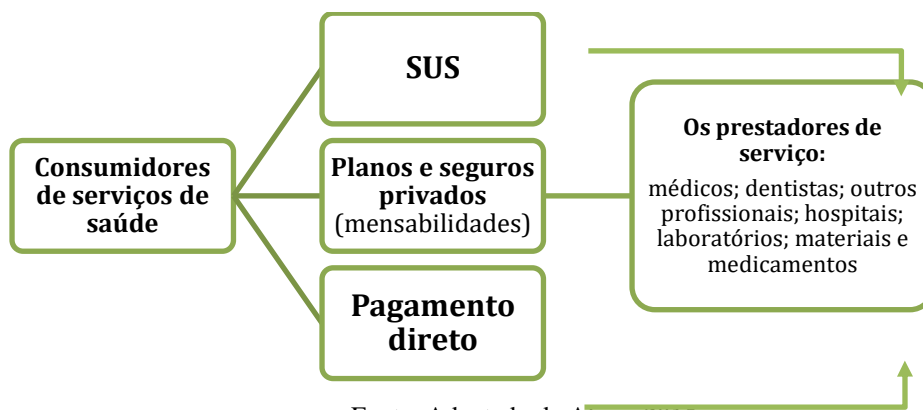 SUS
Consumidores
de serviços de
saúde
Planos e seguros
privados
(mensabilidades)
Pagamento
direto
Os prestadores de
serviço:
médicos; dentistas; outros
profissionais; hospitais;
laboratórios; materiais e
medicamentos